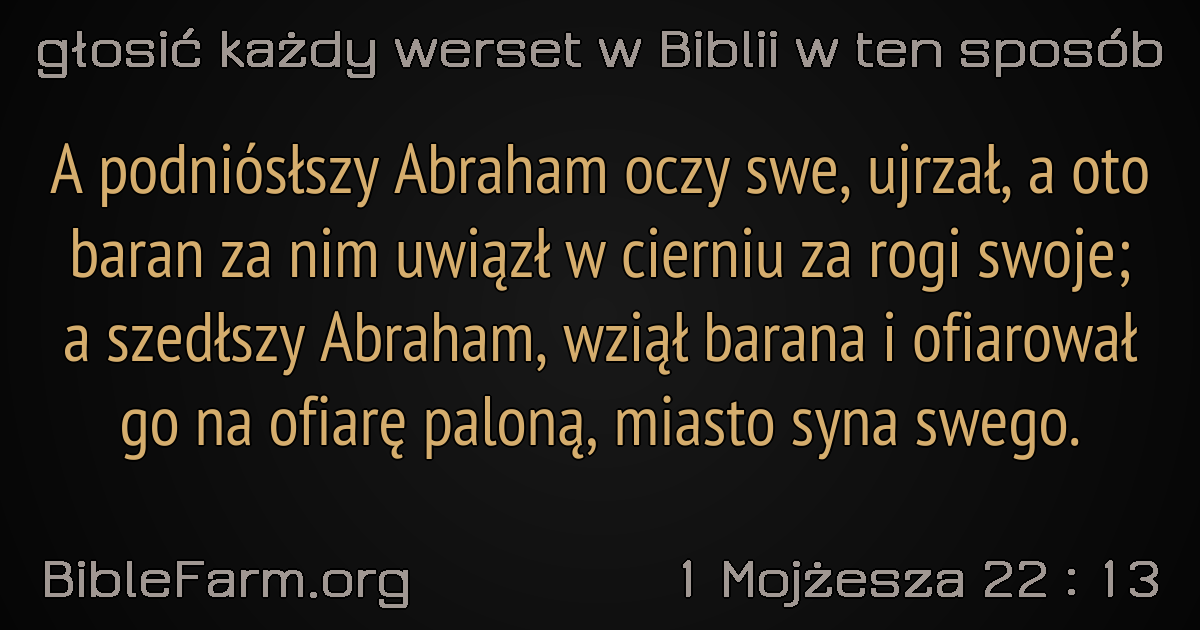 głosić każdy werset w Biblii w ten sposób
A podniósłszy Abraham oczy swe, ujrzał, a oto
baran za nim uwiązł w cierniu za rogi swoje;
a szedłszy Abraham, wziął barana i ofiarował
go na ofiarę paloną, miasto syna swego.
BibleFarm.org
1 Mojżesza 22 : 13